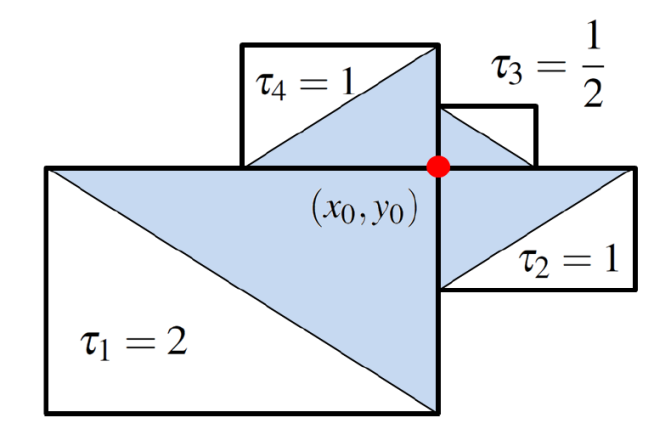 τ₄ = 1
τ₃ = 1/2
(x₀, y₀)
τ₂ = 1
τ₁ = 2